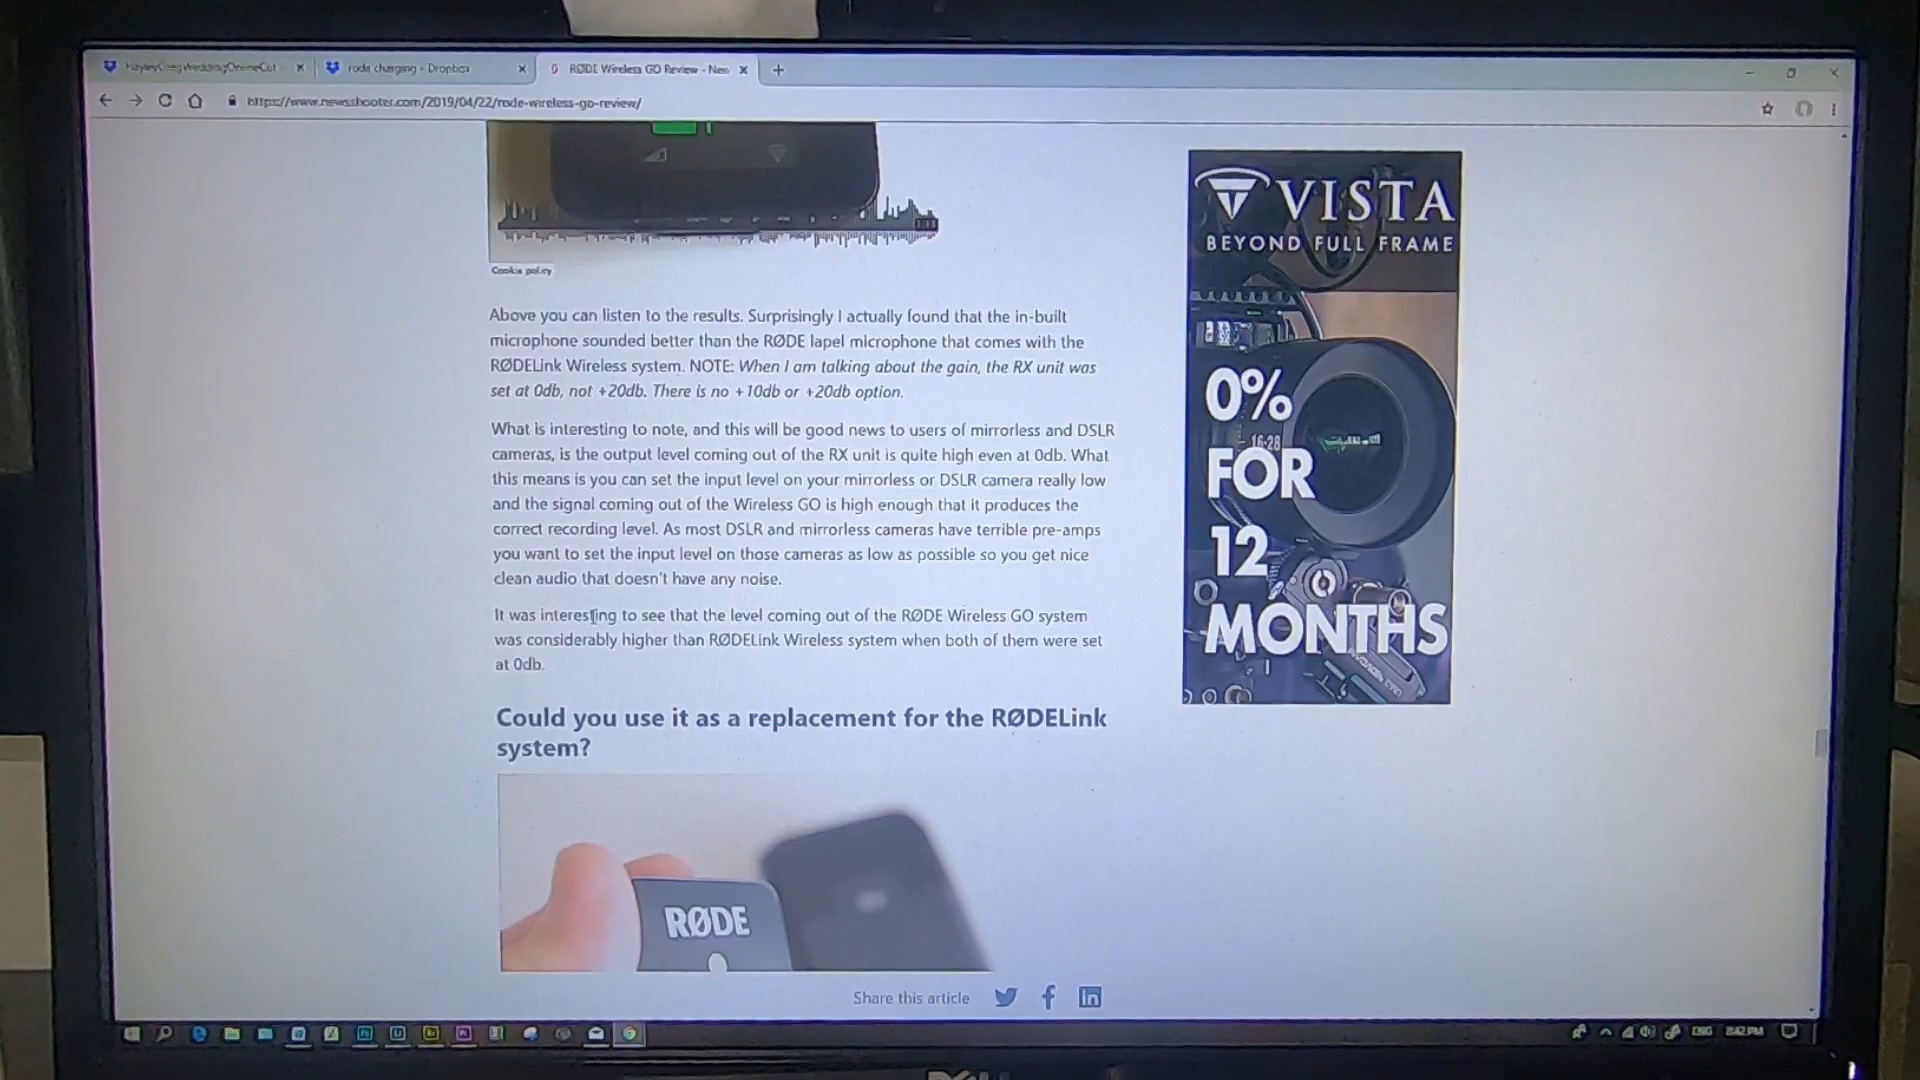 roda charging - Dropbox
RØDE Wireless GO Review - News
https://www.newsshooter.com/2019/04/22/rode-wireless-go-review/
Cookie policy
Above you can listen to the results. Surprisingly I actually found that the in-built
microphone sounded better than the RØDE lapel microphone that comes with the
RØDELink Wireless system. NOTE: When I am talking about the gain, the RX unit was
set at 0db, not +20db. There is no +10db or +20db option.
What is interesting to note, and this will be good news to users of mirrorless and DSLR
cameras, is the output level coming out of the RX unit is quite high even at 0db. What
this means is you can set the input level on your mirrorless or DSLR camera really low
and the signal coming out of the Wireless GO is high enough that it produces the
correct recording level. As most DSLR and mirrorless cameras have terrible pre-amps
you want to set the input level on those cameras as low as possible so you get nice
clean audio that doesn't have any noise.
It was interesting to see that the level coming out of the RØDE Wireless GO system
was considerably higher than RØDELink Wireless system when both of them were set
at 0db.
Could you use it as a replacement for the RØDELink
system?
RØDE
Share this article
VISTA
BEYOND FULL FRAME
0%
16-28
FOR
12
MONTHS
ENG
8:42 PM